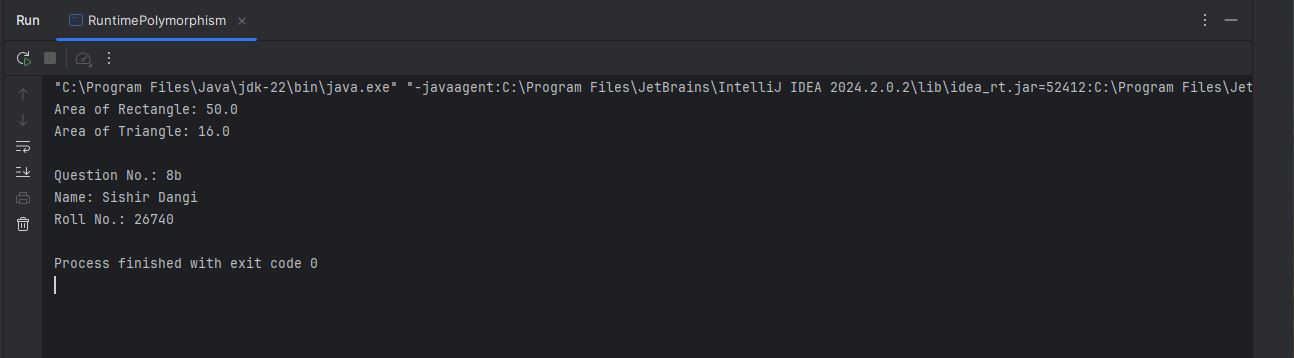 Run RuntimePolymorphism
"C:\Program Files\Java\jdk-22\bin\java.exe" "-javaagent:C:\Program Files\JetBrains\IntelliJ IDEA 2024.2.0.2\lib\idea_rt.jar=52412:C:\Program Files\Jet
Area of Rectangle: 50.0
Area of Triangle: 16.0
Question No.: 8b
Name: Sishir Dangi
Roll No.: 26740
Process finished with exit code 0